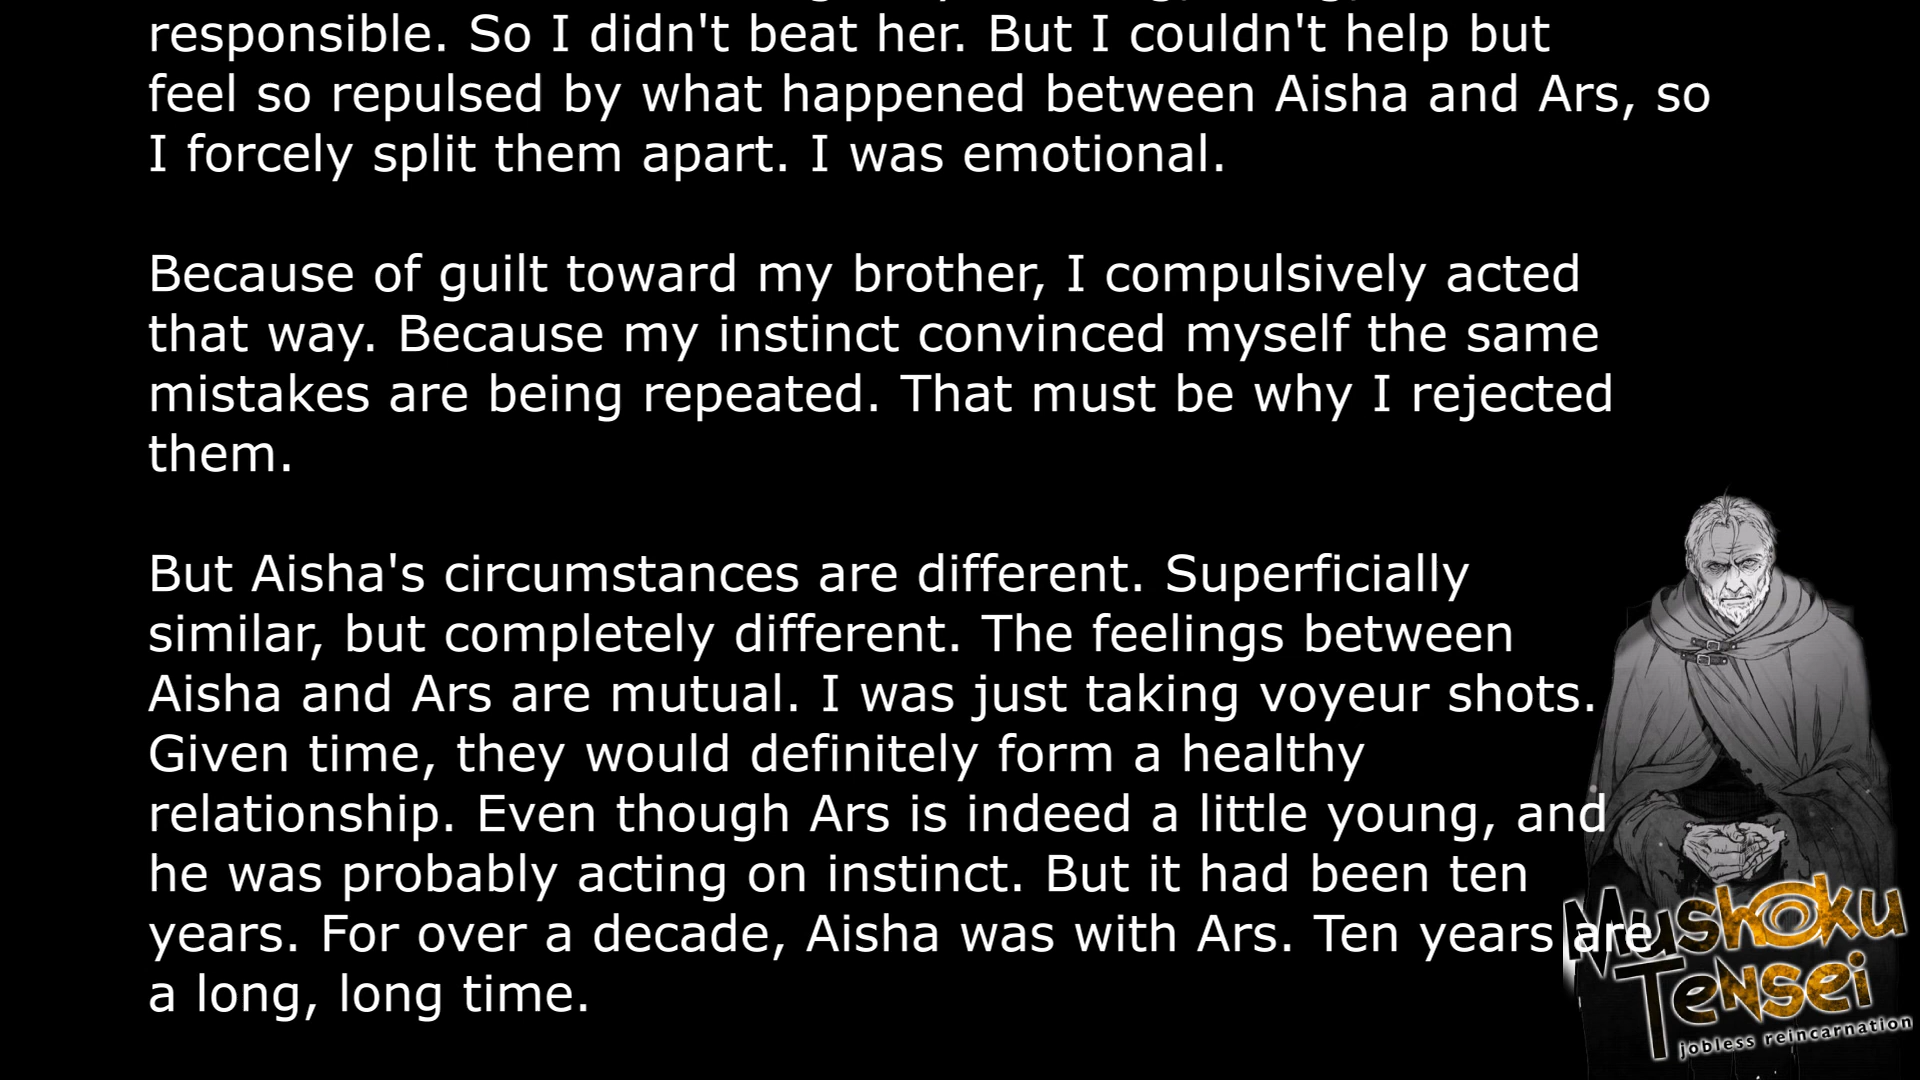 responsible. So I didn't beat her. But I couldn't help but
feel so repulsed by what happened between Aisha and Ars, so
I forcely split them apart. I was emotional.
Because of guilt toward my brother, I compulsively acted
that way. Because my instinct convinced myself the same
mistakes are being repeated. That must be why I rejected
them.
But Aisha's circumstances are different. Superficially
similar, but completely different. The feelings between
Aisha and Ars are mutual. I was just taking voyeur shots.
Given time, they would definitely form a healthy
relationship. Even though Ars is indeed a little young, and
he was probably acting on instinct. But it had been ten
years. For over a decade, Aisha was with Ars. Ten years are
a long, long time.
Mushoku
Tensei
jobless reincarnation